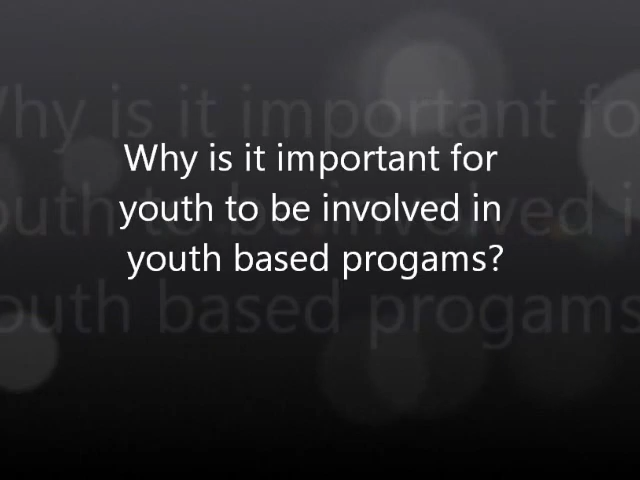 Why is it important for
youth to be involved in
youth based progams?